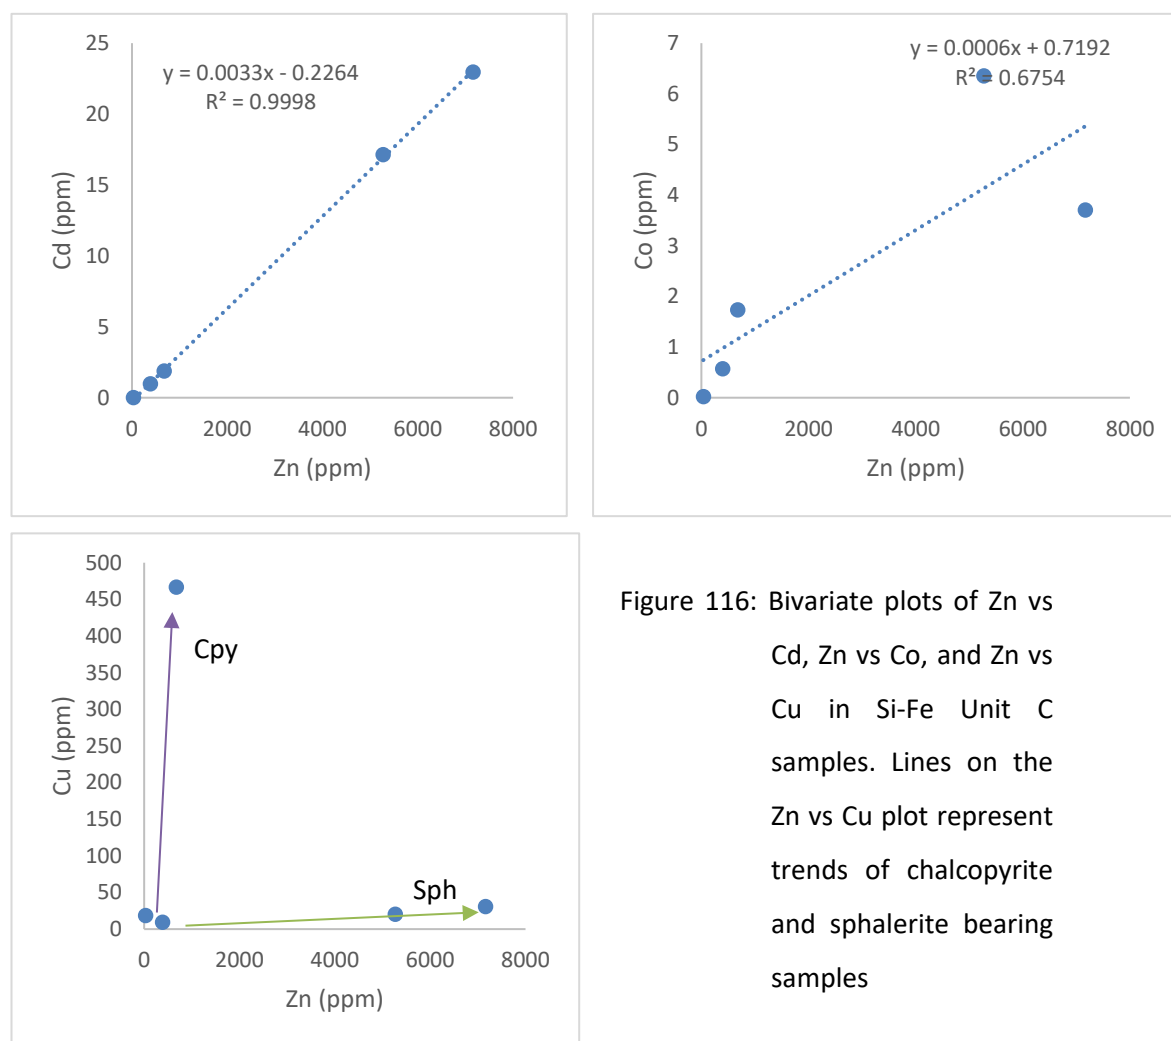 25
20
15
10
5
0
0 2000 4000 6000 8000
Cd (ppm)
Zn (ppm)
y = 0.0033x - 0.2264
R² = 0.9998
7
6
5
4
3
2
1
0
0 2000 4000 6000 8000
Co (ppm)
Zn (ppm)
y = 0.0006x + 0.7192
R² = 0.6754
500
450
400
350
300
250
200
150
100
50
0
0 2000 4000 6000 8000
Cu (ppm)
Zn (ppm)
Cpy
Sph
Figure 116: Bivariate plots of Zn vs
Cd, Zn vs Co, and Zn vs
Cu in Si-Fe Unit C
samples. Lines on the
Zn vs Cu plot represent
trends of chalcopyrite
and sphalerite bearing
samples